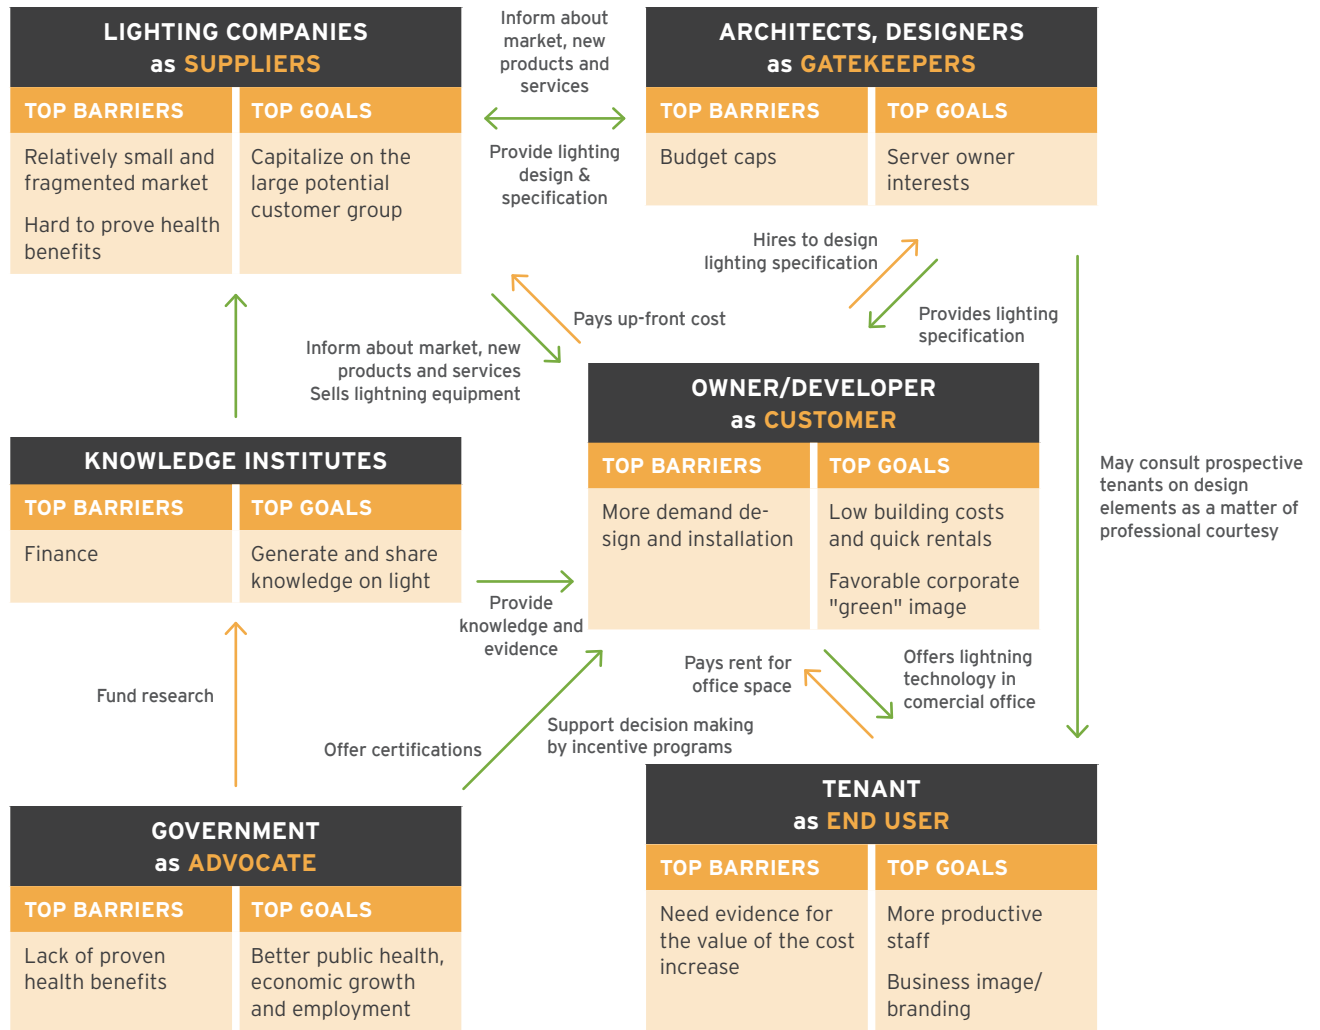 LIGHTING COMPANIES
as SUPPLIERS
TOP BARRIERS
TOP GOALS
Relatively small and
fragmented market
Hard to prove health
benefits
Capitalize on the
large potential
customer group
Inform about
market, new
products and
services
Provide lighting
design &
specification
ARCHITECTS, DESIGNERS
as GATEKEEPERS
TOP BARRIERS
TOP GOALS
Budget caps
Server owner
interests
Hires to design
lighting specification
Provides lighting
specification
Pays up-front cost
Inform about market, new
products and services
Sells lightning equipment
OWNER/DEVELOPER
as CUSTOMER
TOP BARRIERS
TOP GOALS
More demand de-
sign and installation
Low building costs
and quick rentals
Favorable corporate
"green" image
May consult prospective
tenants on design
elements as a matter of
professional courtesy
KNOWLEDGE INSTITUTES
TOP BARRIERS
TOP GOALS
Finance
Generate and share
knowledge on light
Provide
knowledge and
evidence
Fund research
Offer certifications
Support decision making
by incentive programs
Pays rent for
office space
Offers lightning
technology in
comercial office
GOVERNMENT
as ADVOCATE
TOP BARRIERS
TOP GOALS
Lack of proven
health benefits
Better public health,
economic growth
and employment
TENANT
as END USER
TOP BARRIERS
TOP GOALS
Need evidence for
the value of the cost
increase
More productive
staff
Business image/
branding